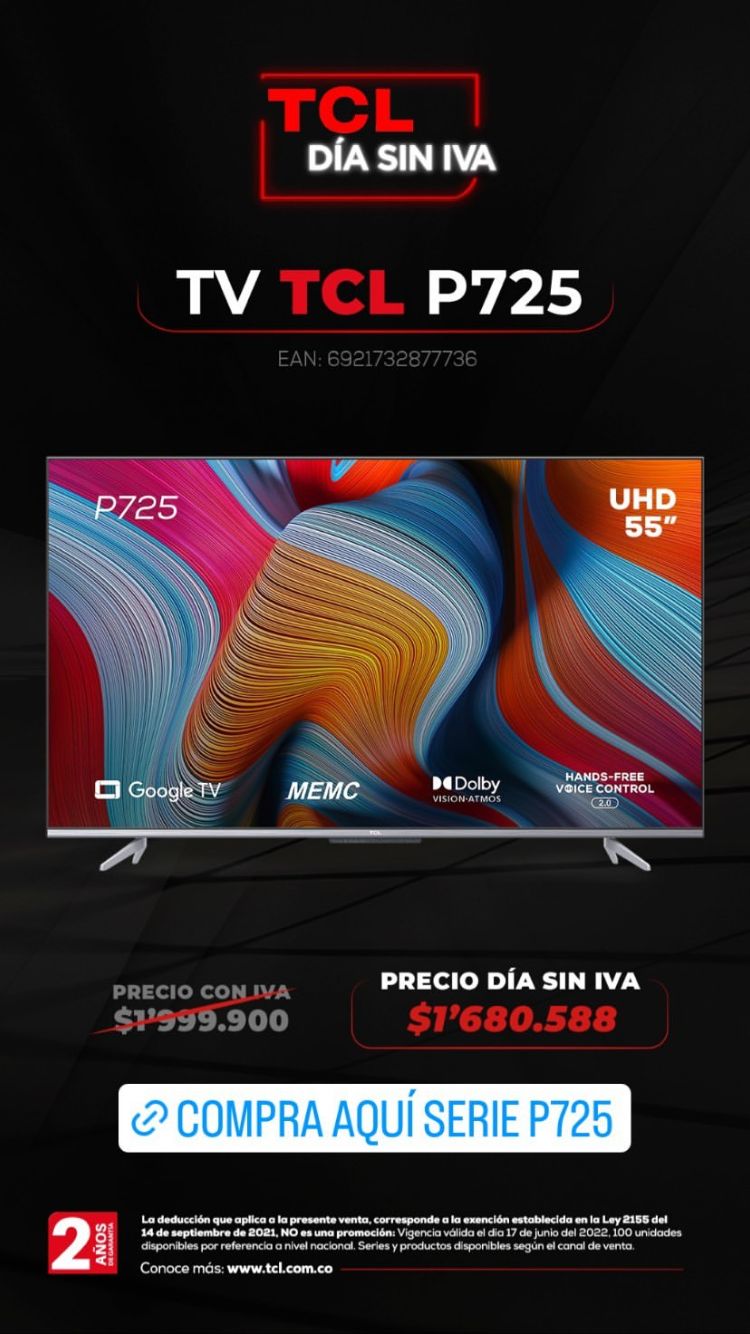 TCL
DÍA SIN IVA
TV TCL P725
EAN: 6921732877736
P725
UHD
55”
Google TV
MEMC
Dolby
VISION·ATMOS
HANDS-FREE
VOICE CONTROL
2.0
TCL
PRECIO CON IVA
$1’999.900
PRECIO DÍA SIN IVA
$1’680.588
COMPRA AQUÍ SERIE P725
2 AÑOS
DE GARANTÍA
La deducción que aplica a la presente venta, corresponde a la exención establecida en la Ley 2155 del
14 de septiembre de 2021, NO es una promoción: Vigencia válida el dia 17 de junio del 2022, 100 unidades
disponibles por referencia a nivel nacional. Series y productos disponibles según el canal de venta.
Conoce más: www.tcl.com.co